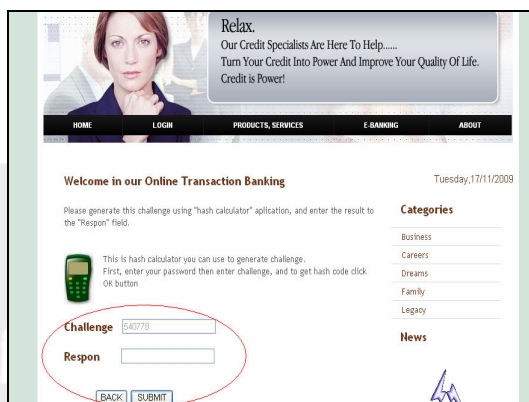 Relax.
Our Credit Specialists Are Here To Help......
Turn Your Credit Into Power And Improve Your Quality Of Life.
Credit is Power!
HOME LOGIN PRODUCTS, SERVICES E-BANKING ABOUT
Welcome in our Online Transaction Banking
Please generate this challenge using "hash calculator" aplication, and enter the result to
the "Respon" field.
This is hash calculator you can use to generate challenge.
First, enter your password then enter challenge, and to get hash code click
OK button
Challenge 540778
Respon
BACK SUBMIT
Tuesday,17/11/2009
Categories
Business
Careers
Dreams
Family
Legacy
News